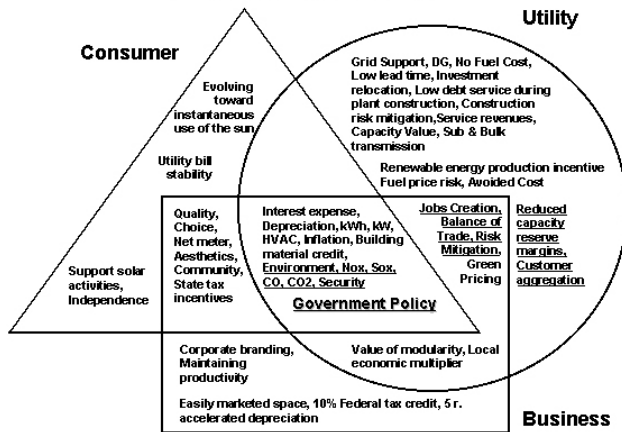 Utility
Consumer
Grid Support, DG, No Fuel Cost,
Low lead time, Investment
relocation, Low debt service during
plant construction, Construction
risk mitigation,Service revenues,
Capacity Value, Sub & Bulk
transmission
Evolving
toward
instantaneous
use of the sun
Utility bill
stability
Renewable energy production incentive
Fuel price risk, Avoided Cost
Quality,
Choice,
Net meter,
Aesthetics,
Community,
State tax
incentives
Interest expense,
Depreciation, kWh, kW,
HVAC, Inflation, Building
material credit,
Environment, Nox, Sox,
CO, CO2, Security
Government Policy
Jobs Creation,
Balance of
Trade, Risk
Mitigation,
Green
Pricing
Reduced
capacity
reserve
margins,
Customer
aggregation
Support solar
activities,
Independence
Corporate branding,
Maintaining
productivity
Value of modularity, Local
economic multiplier
Easily marketed space, 10% Federal tax credit, 5 r.
accelerated depreciation
Business